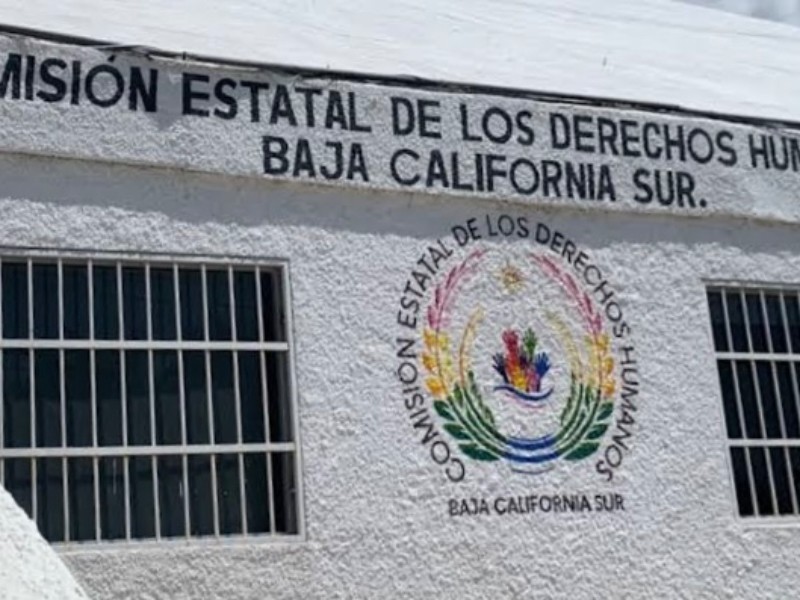 MISIÓN ESTATAL DE LOS DERECHOS HUM
BAJA CALIFORNIA SUR.
COMISIÓN ESTATAL DE LOS DERECHOS HUMANOS
BAJA CALIFORNIA SUR